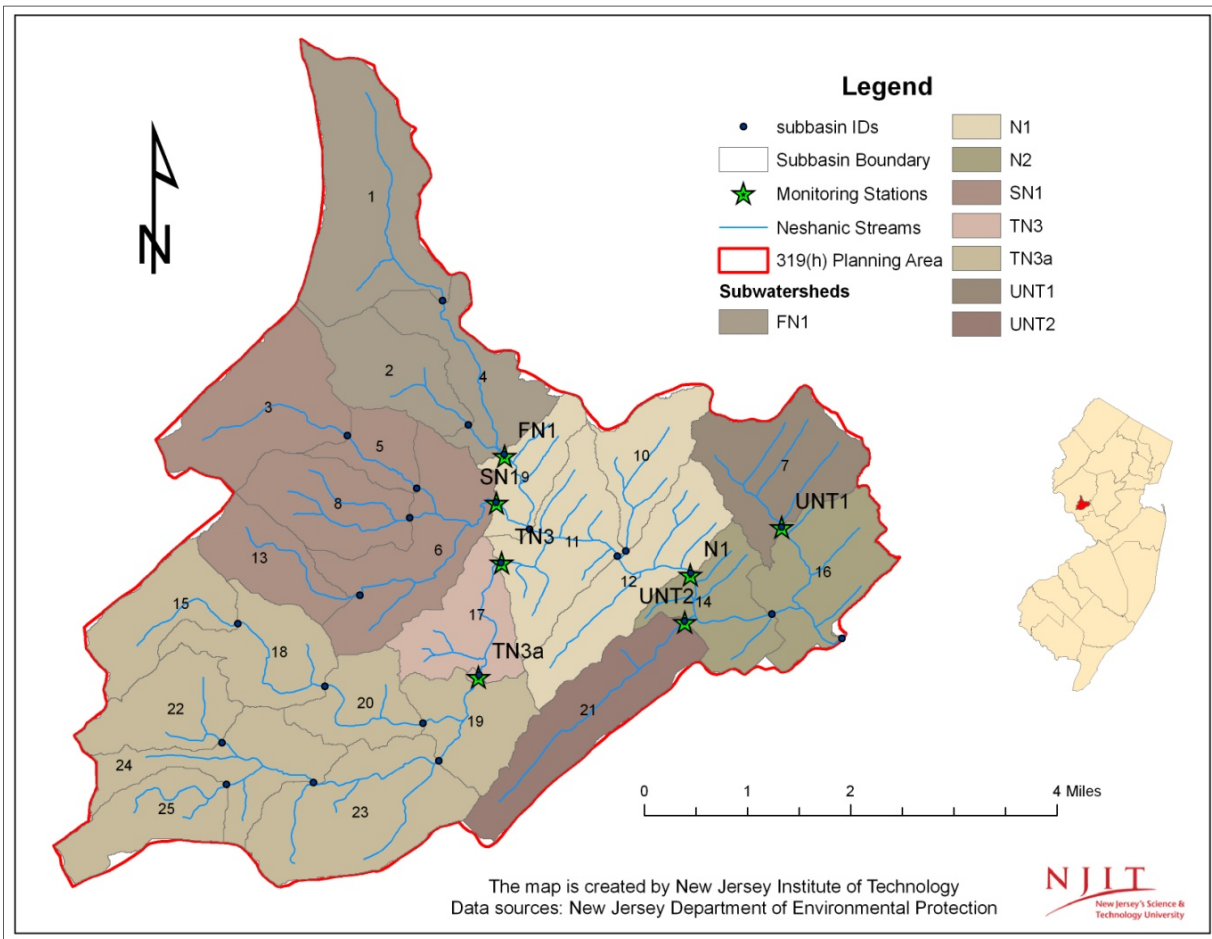 Legend
subbasin IDs
Subbasin Boundary
Monitoring Stations
Neshanic Streams
319(h) Planning Area
Subwatersheds
FN1
N1
N2
SN1
TN3
TN3a
UNT1
UNT2
N
1
2
4
3
5
FN1
10
7
SN1
9
8
UNT1
TN3
11
13
6
N1
12
16
UNT2
14
15
17
18
TN3a
20
19
21
22
24
25
23
0 1 2 4 Miles
The map is created by New Jersey Institute of Technology
Data sources: New Jersey Department of Environmental Protection
NJIT
New Jersey's Science &
Technology University